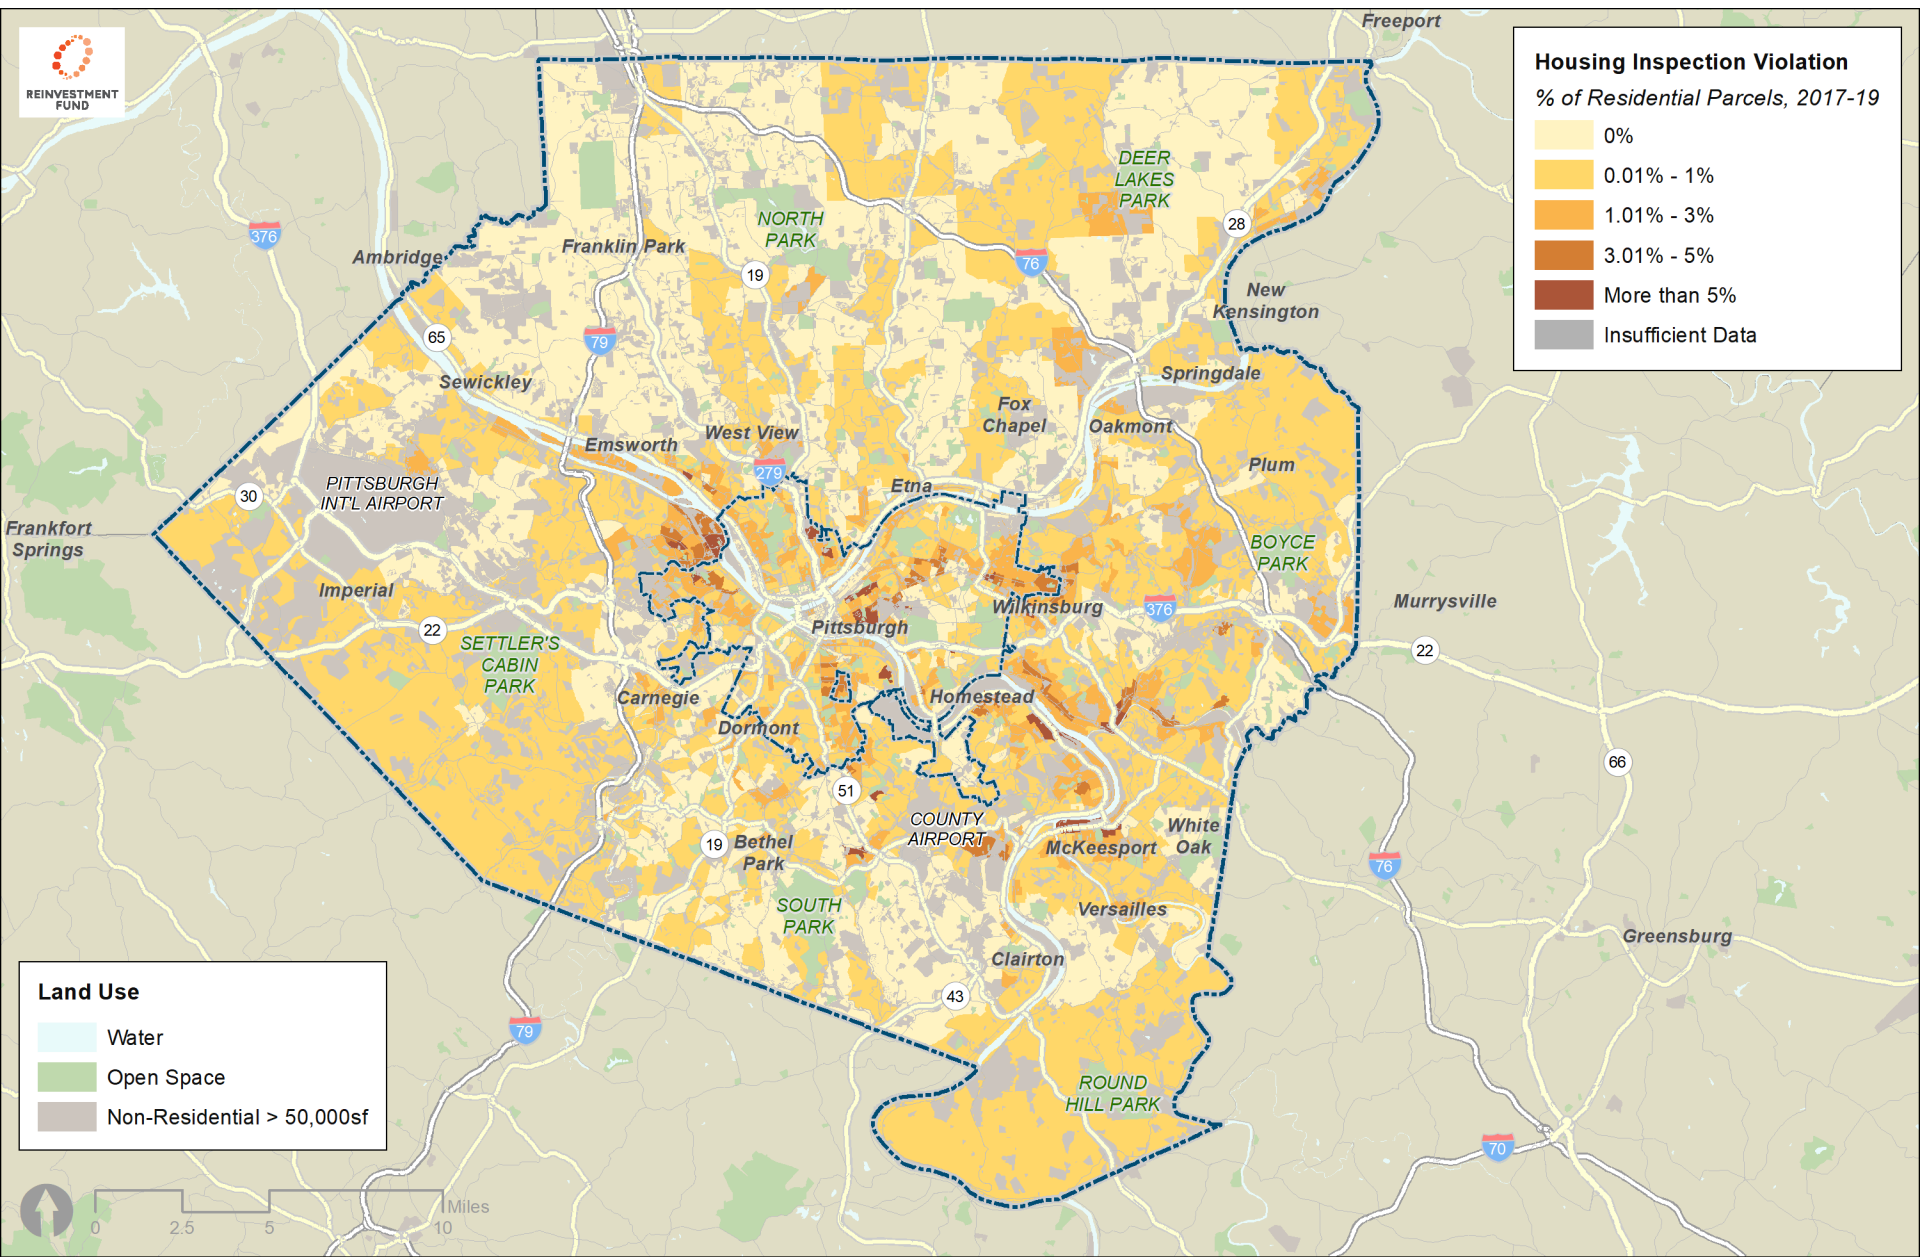 REINVESTMENT
FUND
Freeport
Housing Inspection Violation
% of Residential Parcels, 2017-19
0%
0.01% - 1%
1.01% - 3%
3.01% - 5%
More than 5%
Insufficient Data
DEER
LAKES
PARK
NORTH
PARK
28
376
Franklin Park
Ambridge
19
76
New
Kensington
65
79
Sewickley
Springdale
Fox
Chapel
Oakmont
West View
Emsworth
279
Plum
Etna
PITTSBURGH
INT'L AIRPORT
30
Frankfort
Springs
BOYCE
PARK
Imperial
Wilkinsburg
376
Murrysville
22
Pittsburgh
SETTLER'S
CABIN
PARK
22
Carnegie
Homestead
Dormont
66
51
COUNTY
AIRPORT
White
Oak
19
Bethel
Park
McKeesport
76
SOUTH
PARK
Versailles
Greensburg
Clairton
43
Land Use
Water
Open Space
Non-Residential > 50,000sf
79
ROUND
HILL PARK
70
Miles
0
2.5
5
10